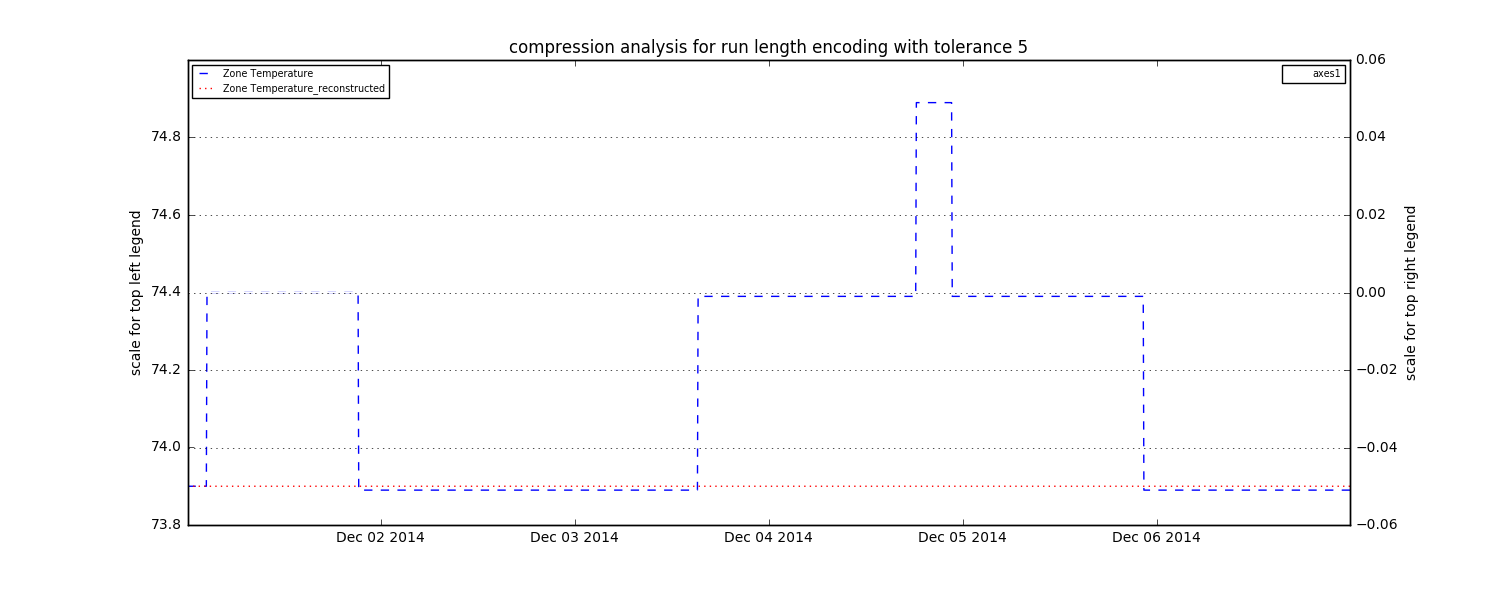 compression analysis for run length encoding with tolerance 5
Zone Temperature
Zone Temperature_reconstructed
axes1
scale for top left legend
74.8
74.6
74.4
74.2
74.0
73.8
0.06
0.04
0.02
0.00
−0.02
−0.04
−0.06
scale for top right legend
Dec 02 2014
Dec 03 2014
Dec 04 2014
Dec 05 2014
Dec 06 2014